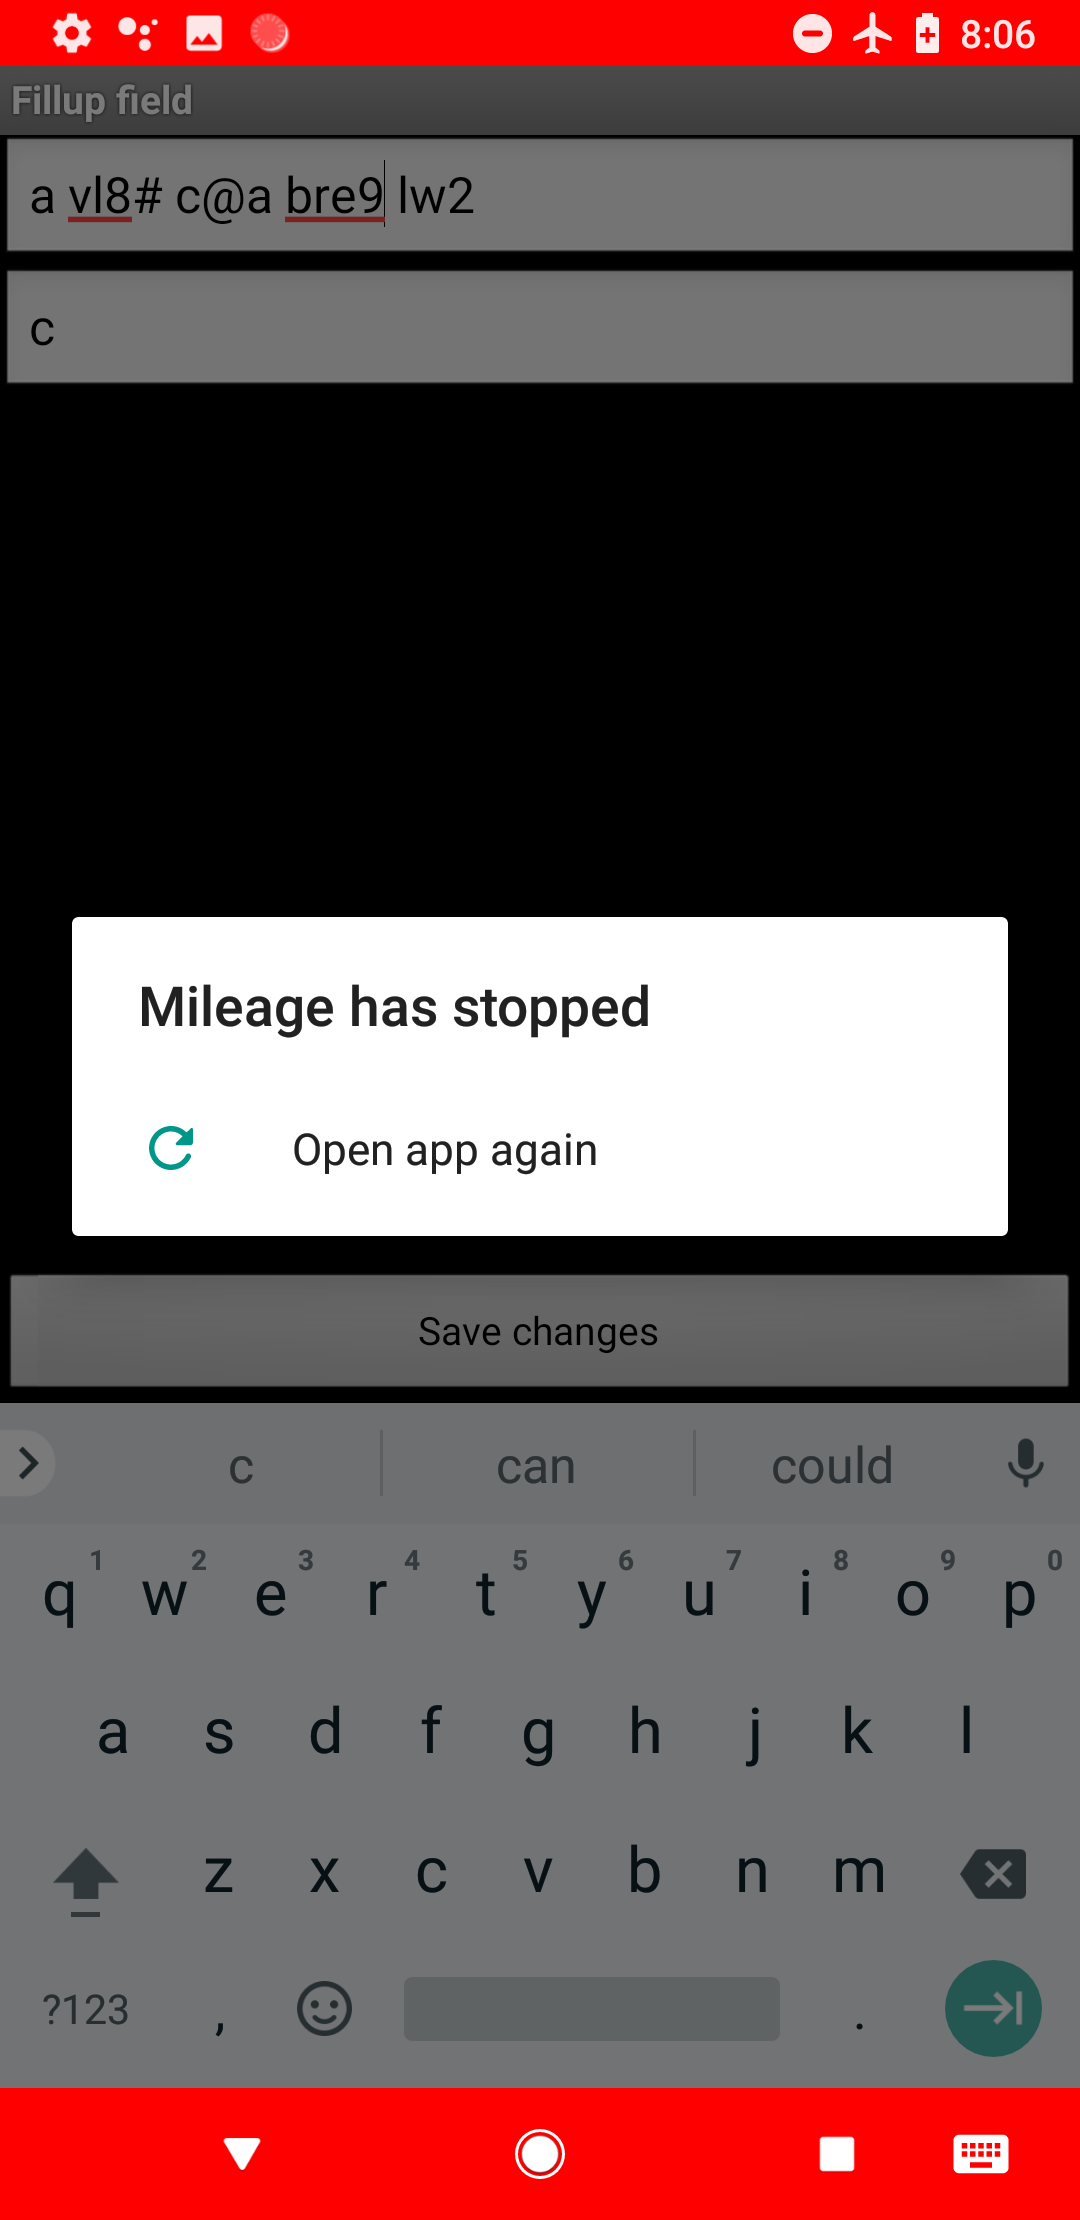 8:06
Fillup field
a vl8# c@a bre9 lw2
c
Mileage has stopped
Open app again
Save changes
c can could
1 2 3 4 5 6 7 8 9 0
q w e r t y u i o p
a s d f g h j k l
z x c v b n m
?123 , .